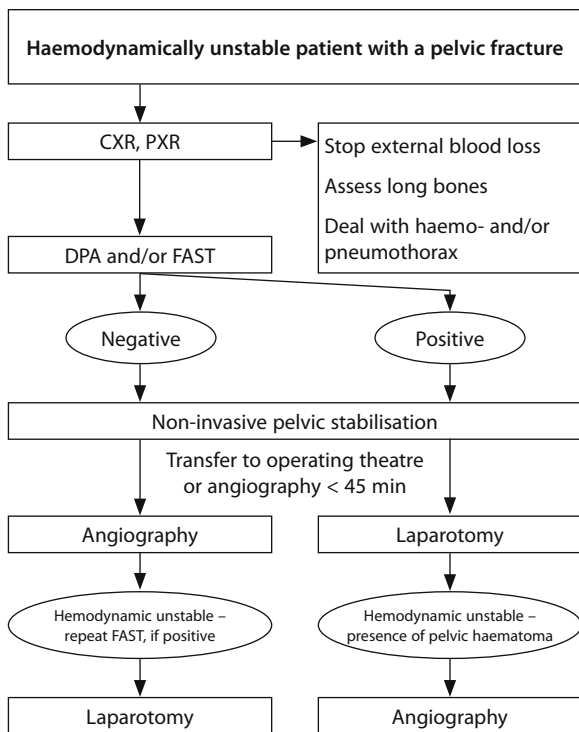 Haemodynamically unstable patient with a pelvic fracture
CXR, PXR
Stop external blood loss
Assess long bones
Deal with haemo- and/or
pneumothorax
DPA and/or FAST
Negative
Positive
Non-invasive pelvic stabilisation
Transfer to operating theatre
or angiography < 45 min
Angiography
Laparotomy
Hemodynamic unstable –
repeat FAST, if positive
Hemodynamic unstable –
presence of pelvic haematoma
Laparotomy
Angiography